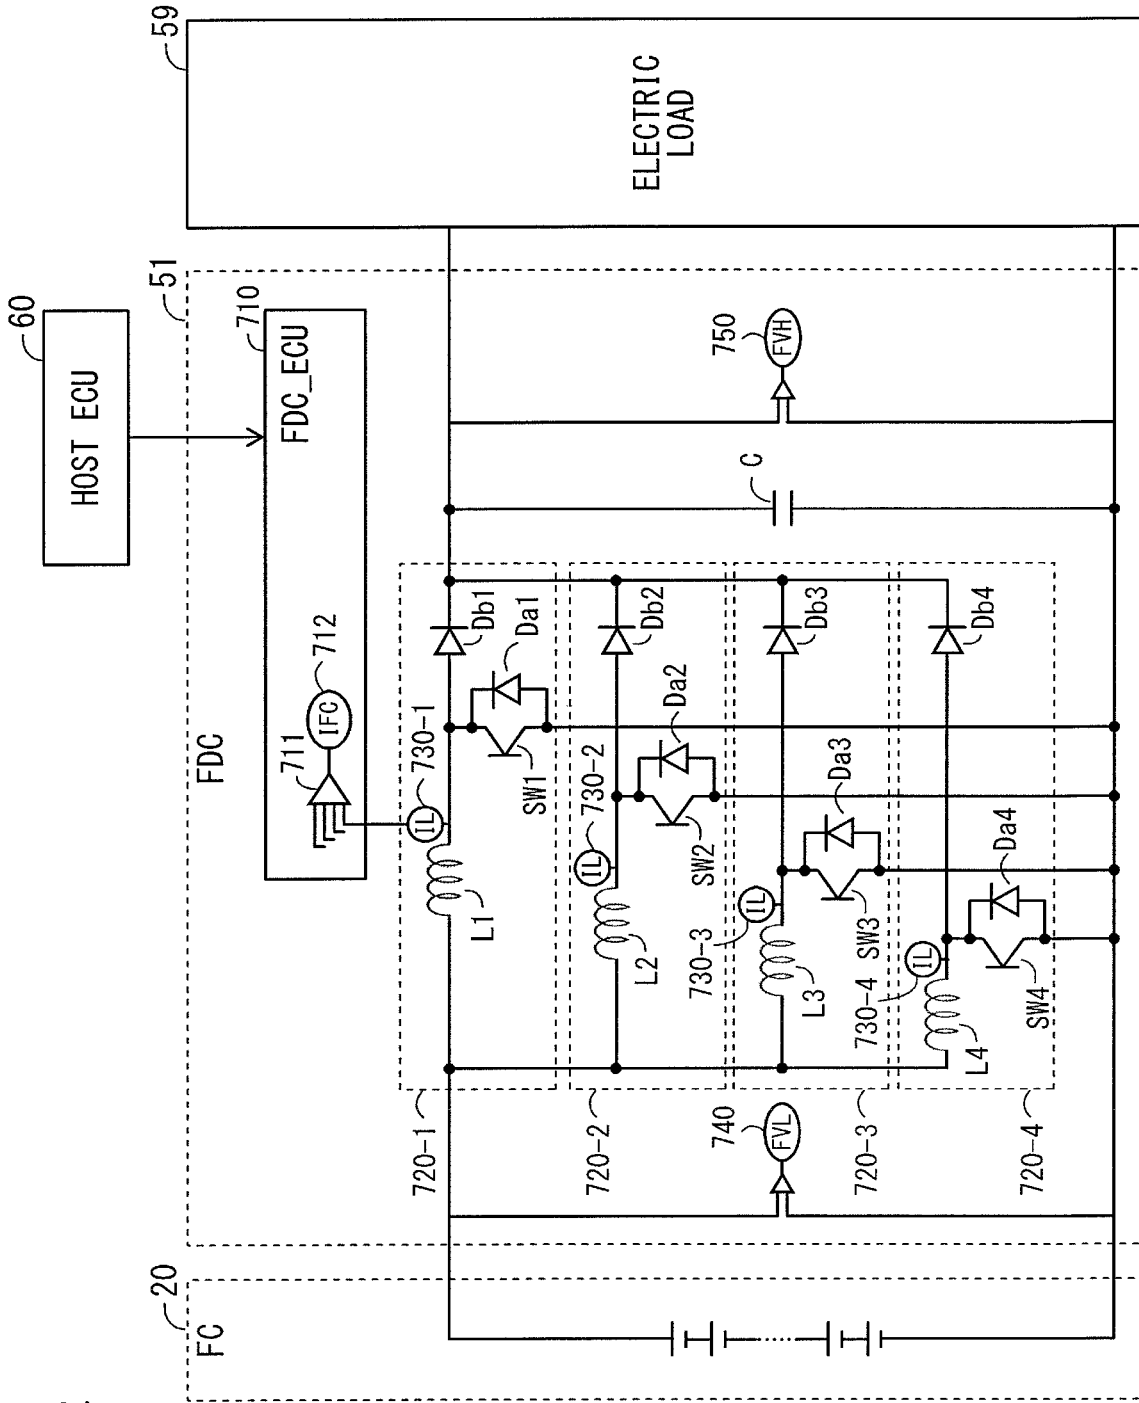 60
HOST ECU
59
ELECTRIC
LOAD
51
FDC
710
FDC_ECU
711
IFC
712
20
FC
720-1
L1
IL
730-1
SW1
Da1
Db1
720-2
L2
IL
730-2
SW2
Da2
Db2
720-3
L3
IL
730-3
SW3
Da3
Db3
720-4
L4
IL
730-4
SW4
Da4
Db4
740
FVL
C
750
FVH